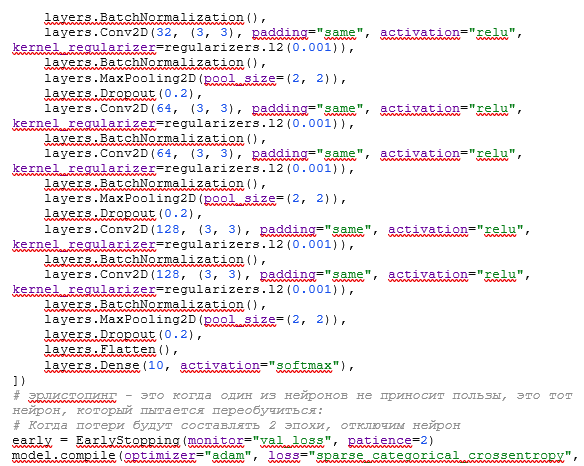 layers.BatchNormalization(),
layers.Conv2D(32, (3, 3), padding="same", activation="relu",
kernel_regularizer=regularizers.l2(0.001)),
layers.BatchNormalization(),
layers.MaxPooling2D(pool_size=(2, 2)),
layers.Dropout(0.2),
layers.Conv2D(64, (3, 3), padding="same", activation="relu",
kernel_regularizer=regularizers.l2(0.001)),
layers.BatchNormalization(),
layers.Conv2D(64, (3, 3), padding="same", activation="relu",
kernel_regularizer=regularizers.l2(0.001)),
layers.BatchNormalization(),
layers.MaxPooling2D(pool_size=(2, 2)),
layers.Dropout(0.2),
layers.Conv2D(128, (3, 3), padding="same", activation="relu",
kernel_regularizer=regularizers.l2(0.001)),
layers.BatchNormalization(),
layers.Conv2D(128, (3, 3), padding="same", activation="relu",
kernel_regularizer=regularizers.l2(0.001)),
layers.BatchNormalization(),
layers.MaxPooling2D(pool_size=(2, 2)),
layers.Dropout(0.2),
layers.Flatten(),
layers.Dense(10, activation="softmax"),
])
# эрлистопинг - это когда один из нейронов не приносит пользы, это тот
нейрон, который пытается переобучиться:
# Когда потери будут составлять 2 эпохи, отключим нейрон
early = EarlyStopping(monitor="val_loss", patience=2)
model.compile(optimizer="adam", loss="sparse_categorical_crossentropy",